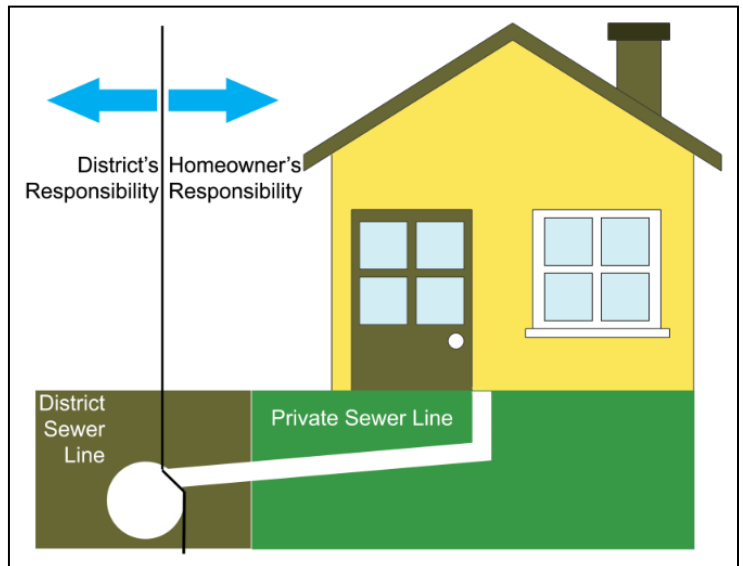 District's
Responsibility
Homeowner's
Responsibility
District
Sewer
Line
Private Sewer Line